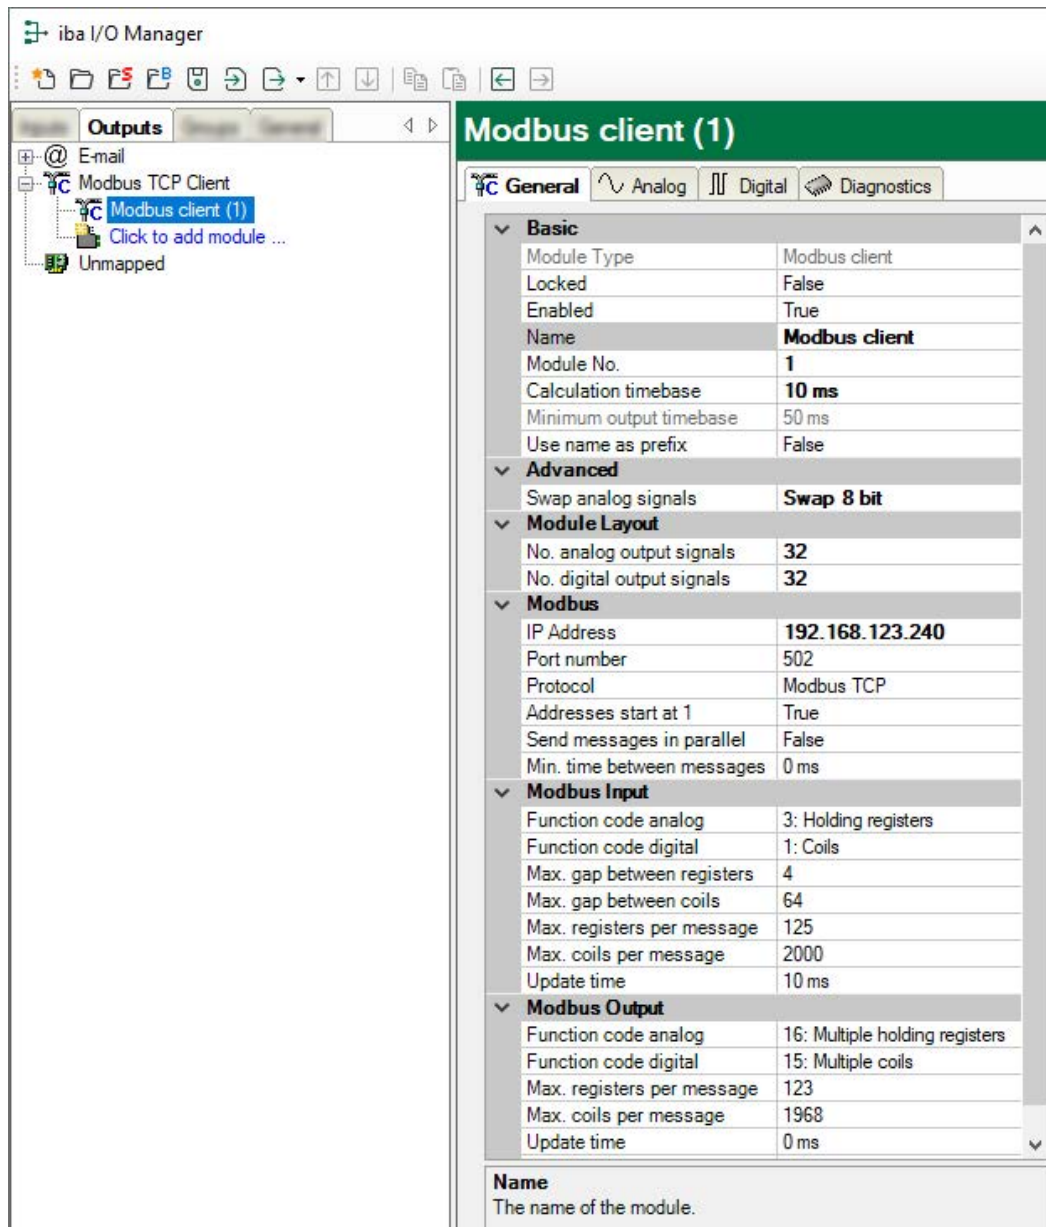 iba I/O Manager
Outputs
E-mail
Modbus TCP Client
Modbus client (1)
Click to add module ...
Unmapped
Modbus client (1)
General Analog Digital Diagnostics
Basic
Module Type Modbus client
Locked False
Enabled True
Name Modbus client
Module No. 1
Calculation timebase 10 ms
Minimum output timebase 50 ms
Use name as prefix False
Advanced
Swap analog signals Swap 8 bit
Module Layout
No. analog output signals 32
No. digital output signals 32
Modbus
IP Address 192.168.123.240
Port number 502
Protocol Modbus TCP
Addresses start at 1 True
Send messages in parallel False
Min. time between messages 0 ms
Modbus Input
Function code analog 3: Holding registers
Function code digital 1: Coils
Max. gap between registers 4
Max. gap between coils 64
Max. registers per message 125
Max. coils per message 2000
Update time 10 ms
Modbus Output
Function code analog 16: Multiple holding registers
Function code digital 15: Multiple coils
Max. registers per message 123
Max. coils per message 1968
Update time 0 ms
Name
The name of the module.